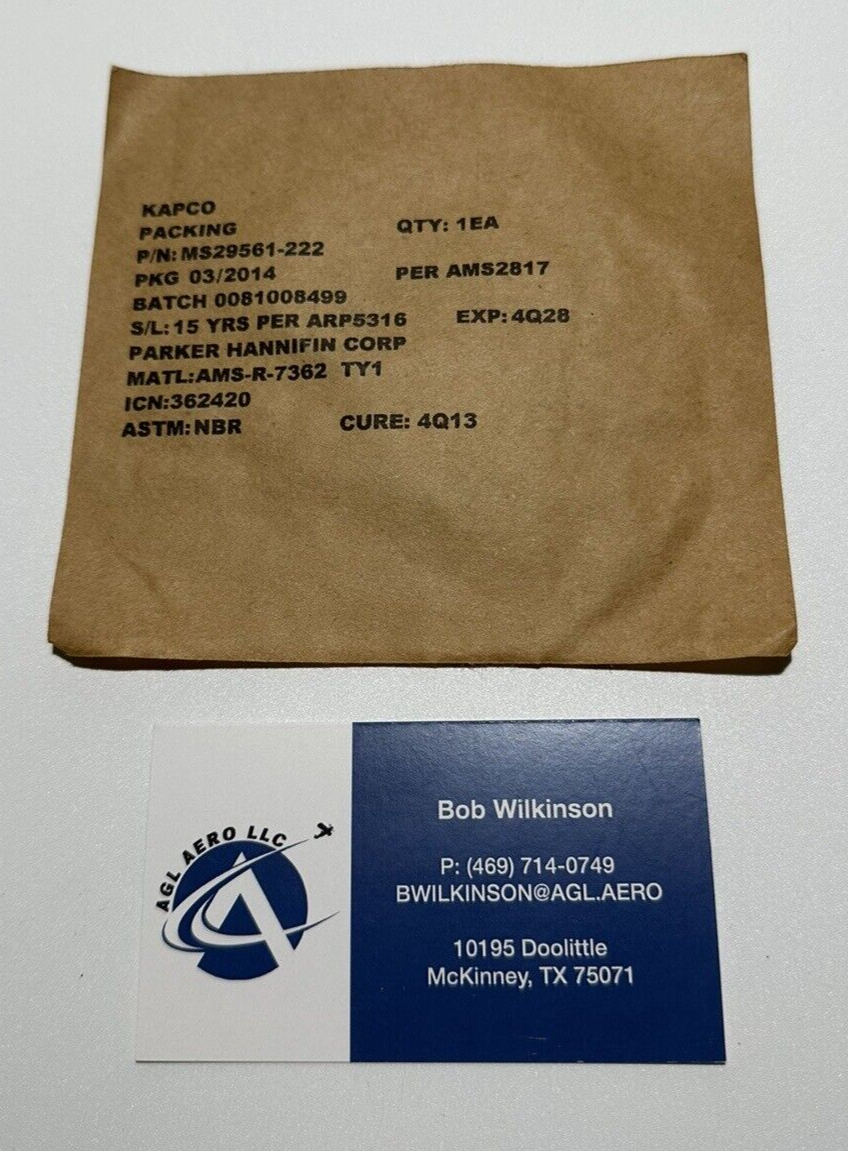 KAPCO
PACKING QTY: 1EA
P/N: MS29561-222
PKG 03/2014 PER AMS2817
BATCH 0081008499
S/L: 15 YRS PER ARP5316 EXP: 4Q28
PARKER HANNIFIN CORP
MATL:AMS-R-7362 TY1
ICN:362420
ASTM: NBR CURE: 4Q13
AGL AERO LLC
Bob Wilkinson
P: (469) 714-0749
BWILKINSON@AGL.AERO
10195 Doolittle
McKinney, TX 75071